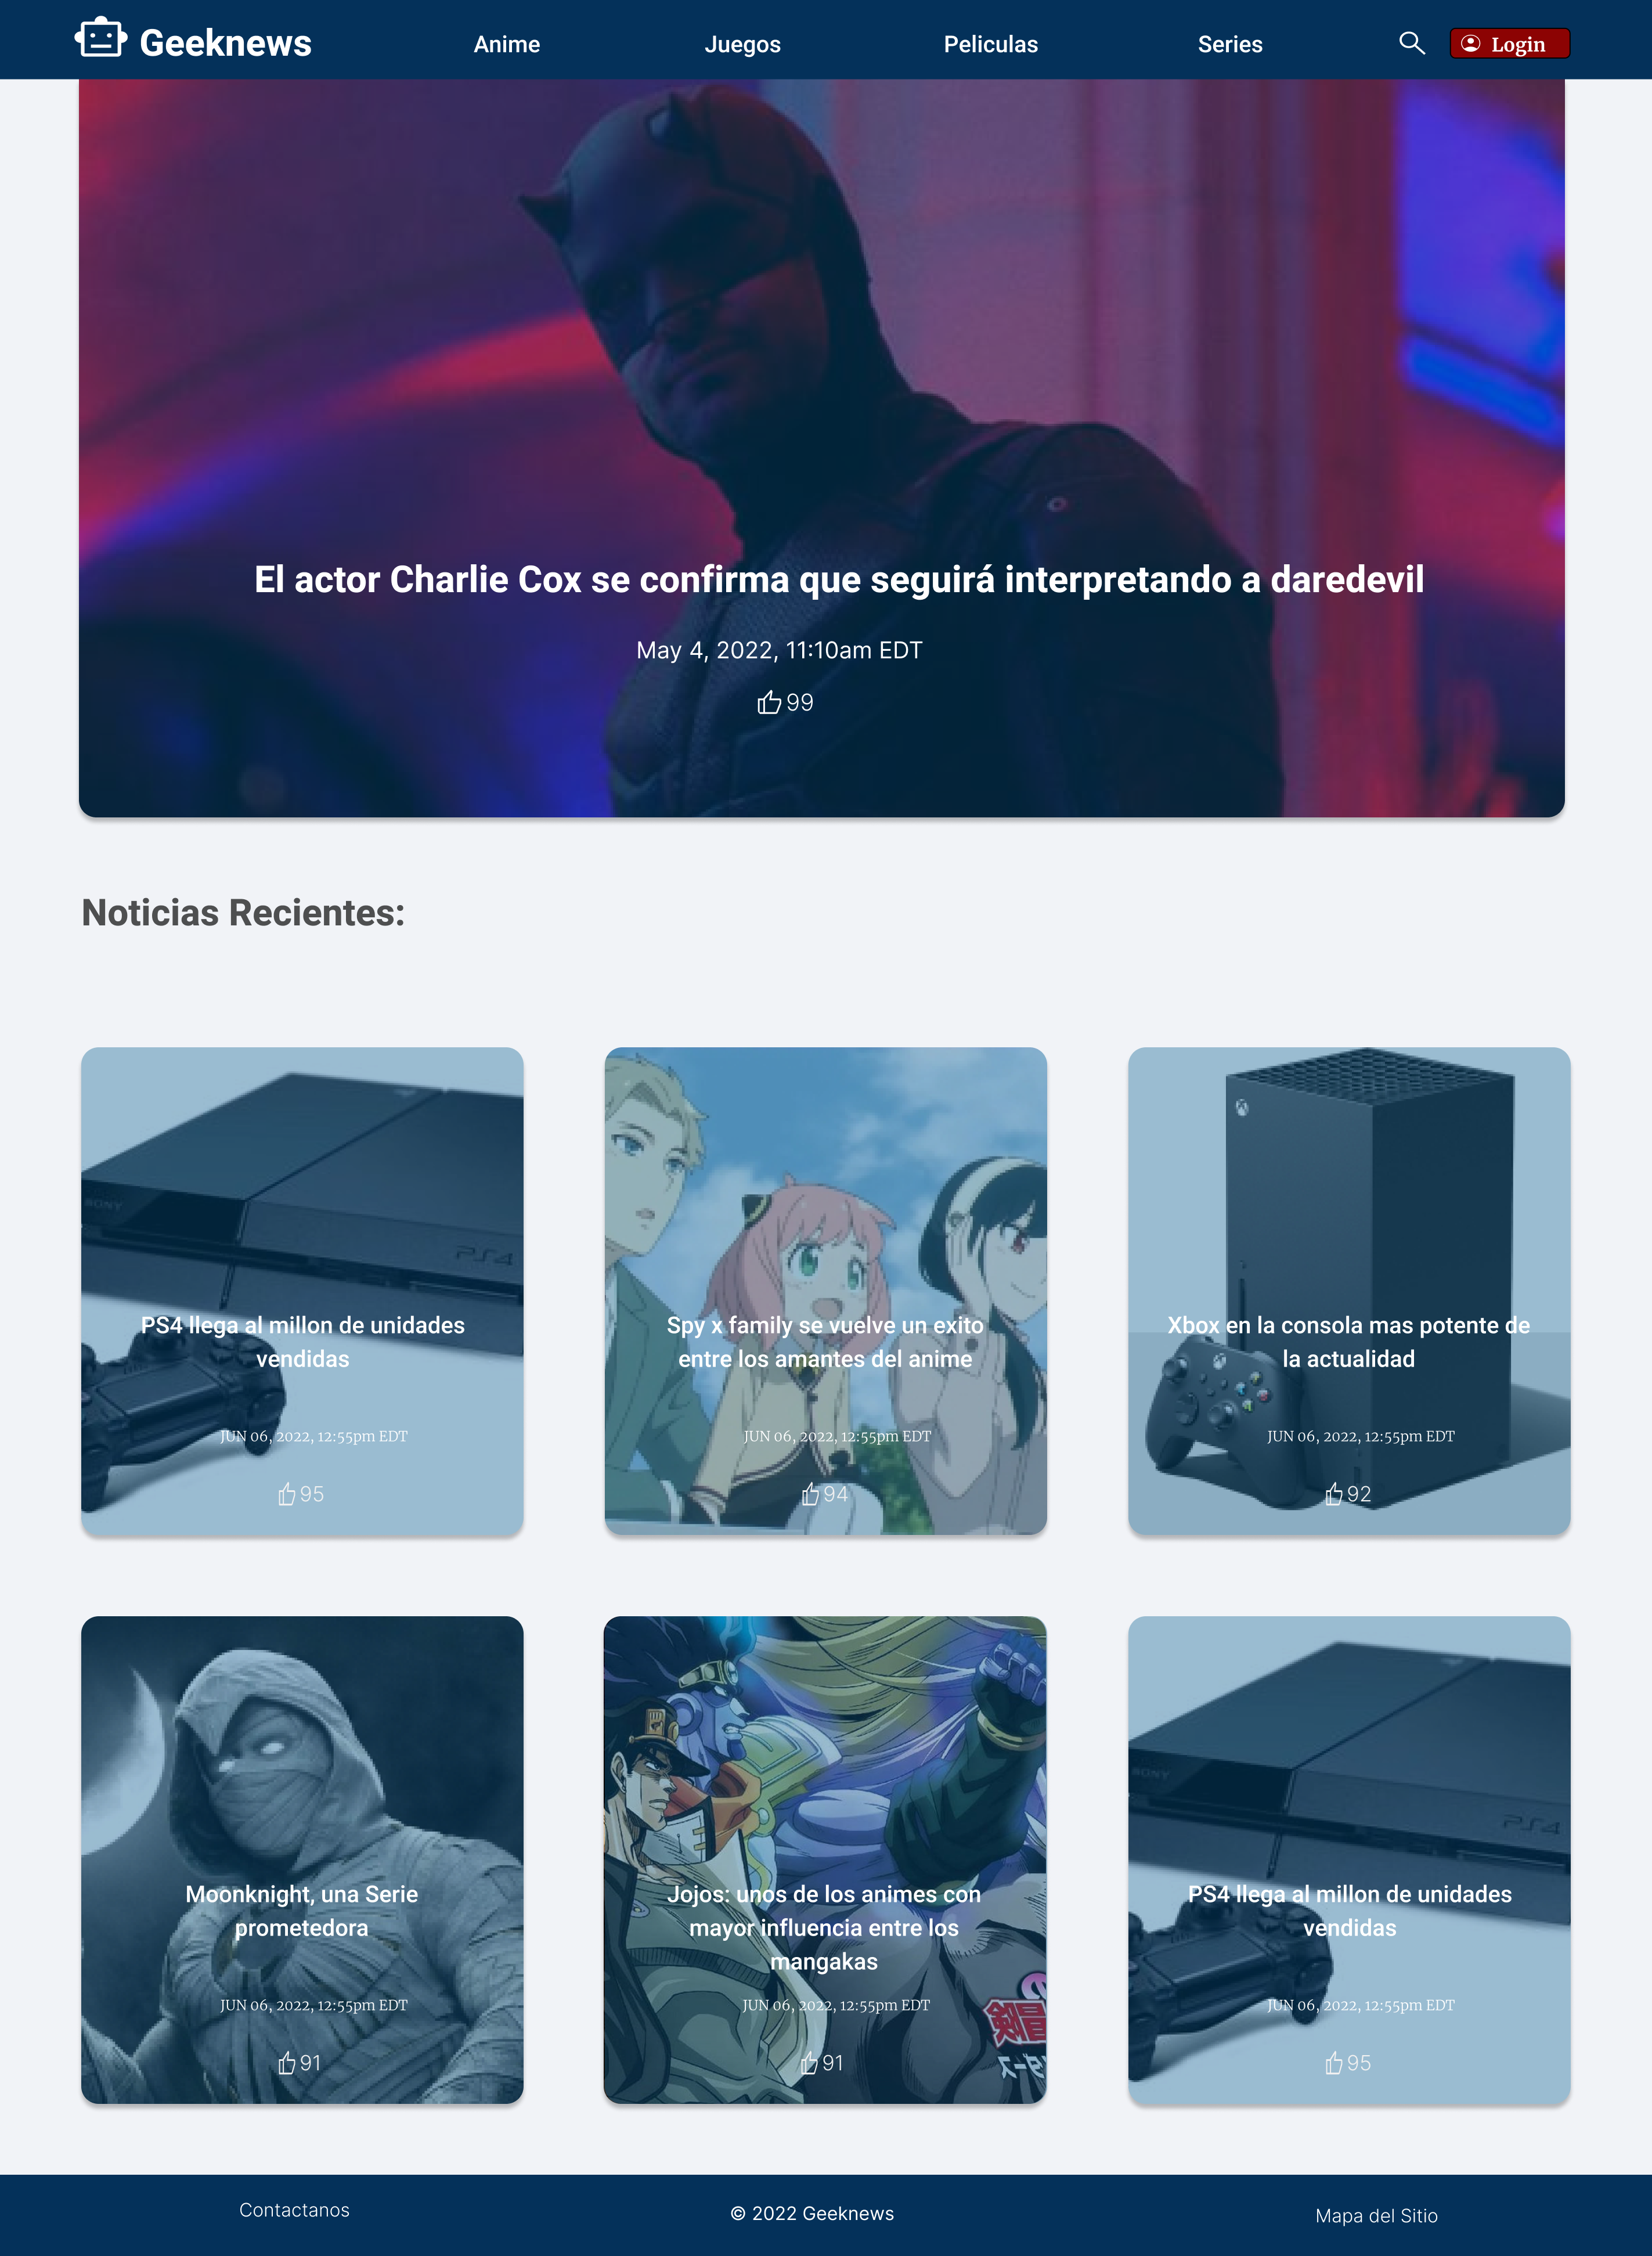 Geeknews
Anime
Juegos
Peliculas
Series
Login
El actor Charlie Cox se confirma que seguirá interpretando a daredevil
May 4, 2022, 11:10am EDT
99
Noticias Recientes:
SONY
PS4
PS4 llega al millon de unidades
vendidas
JUN 06, 2022, 12:55pm EDT
95
Spy x family se vuelve un exito
entre los amantes del anime
JUN 06, 2022, 12:55pm EDT
94
Xbox en la consola mas potente de
la actualidad
JUN 06, 2022, 12:55pm EDT
92
Moonknight, una Serie
prometedora
JUN 06, 2022, 12:55pm EDT
91
Jojos: unos de los animes con
mayor influencia entre los
mangakas
JUN 06, 2022, 12:55pm EDT
91
SONY
PS4
PS4 llega al millon de unidades
vendidas
JUN 06, 2022, 12:55pm EDT
95
Contactanos
© 2022 Geeknews
Mapa del Sitio